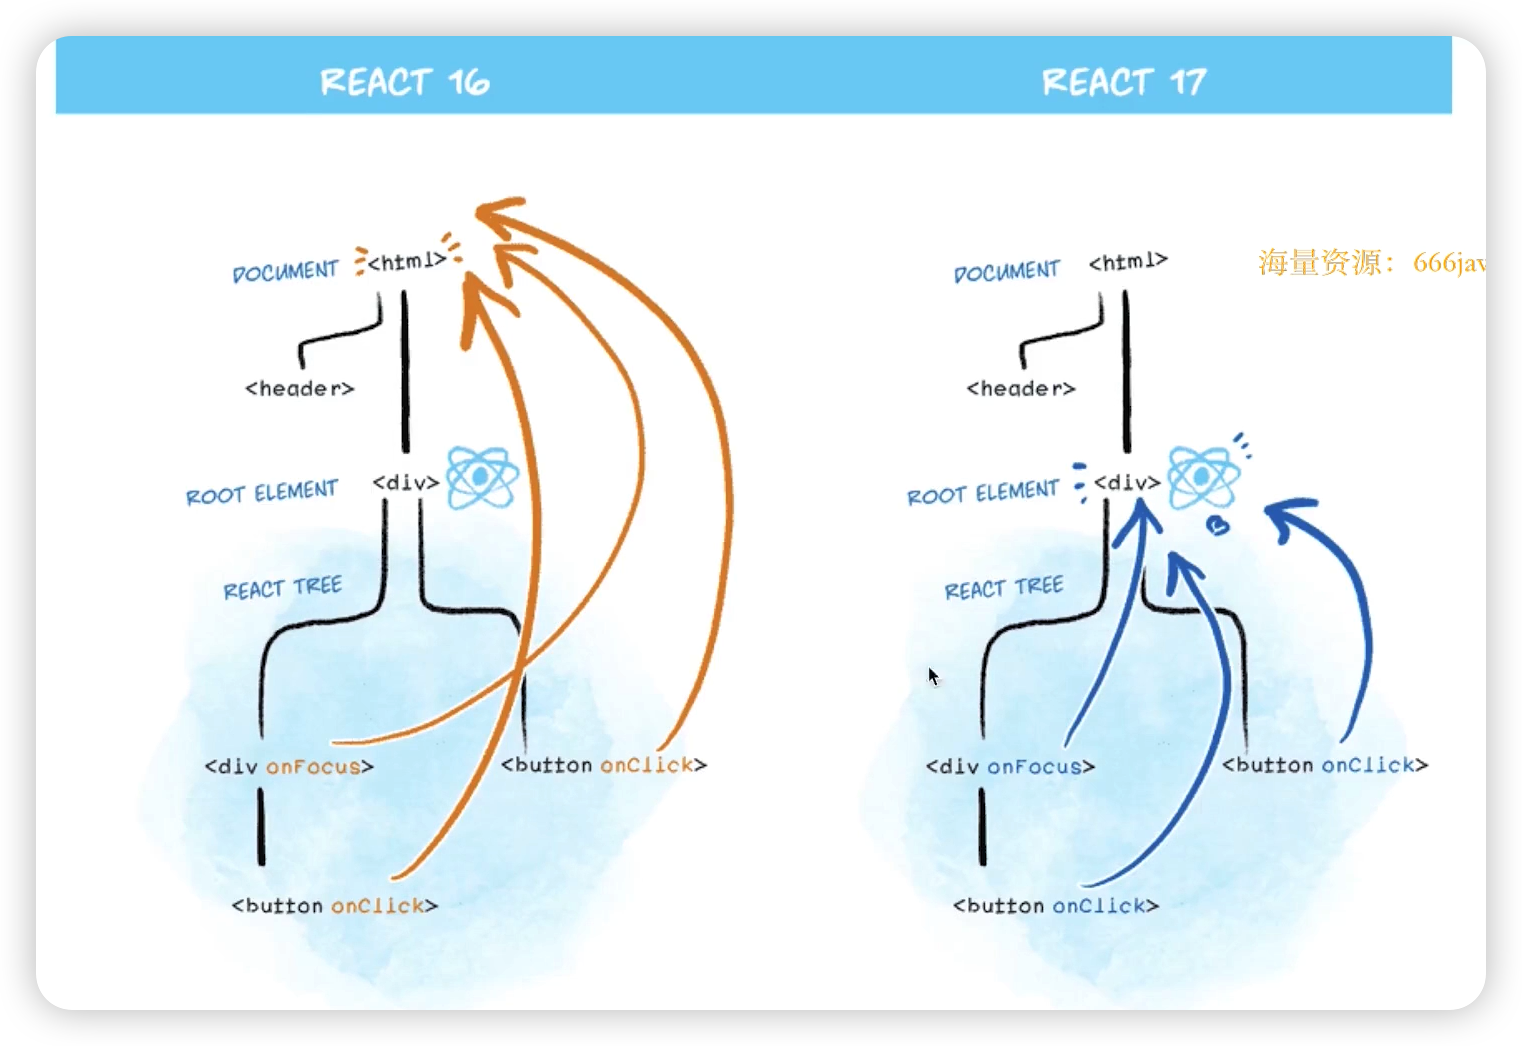 REACT 16
DOCUMENT <html>
<header>
ROOT ELEMENT <div>
REACT TREE
<div onFocus>
<button onClick>
<button onClick>
REACT 17
DOCUMENT <html>
海量资源：666jav
<header>
ROOT ELEMENT <div>
REACT TREE
<div onFocus>
<button onClick>
<button onClick>